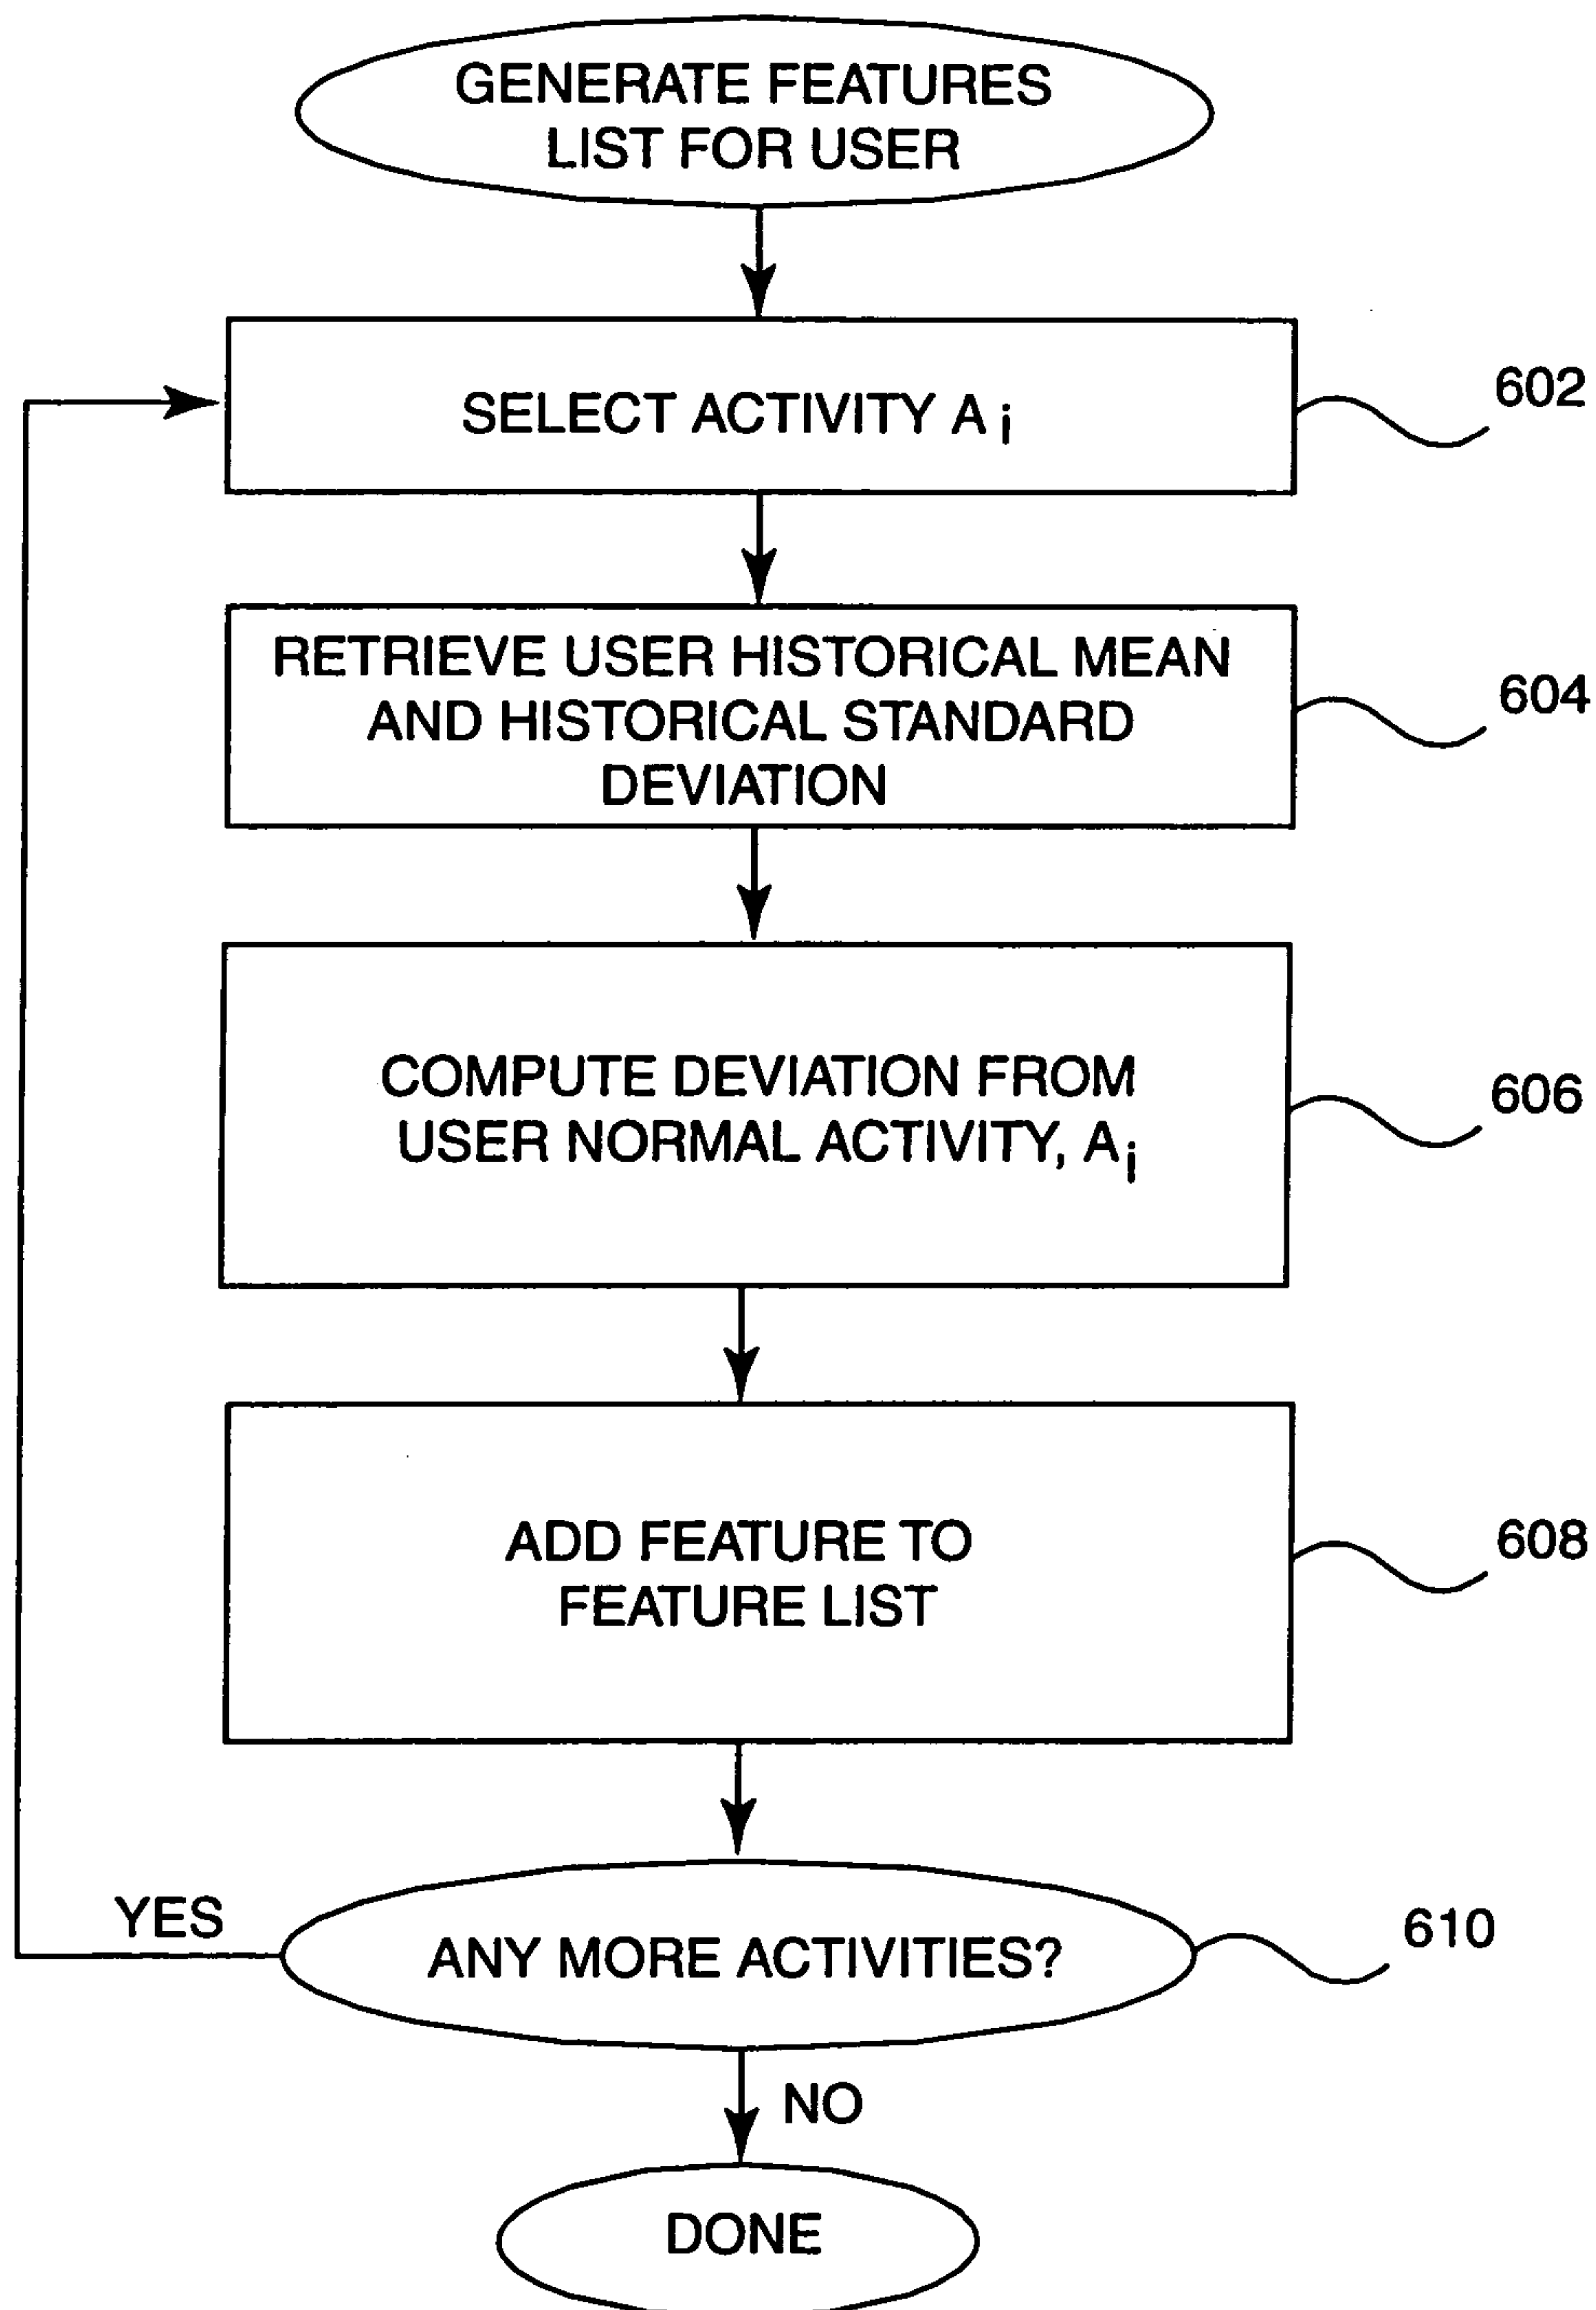 GENERATE FEATURES
LIST FOR USER
SELECT ACTIVITY A i
602
RETRIEVE USER HISTORICAL MEAN
AND HISTORICAL STANDARD
DEVIATION
604
COMPUTE DEVIATION FROM
USER NORMAL ACTIVITY, A i
606
ADD FEATURE TO
FEATURE LIST
608
YES
ANY MORE ACTIVITIES?
610
NO
DONE